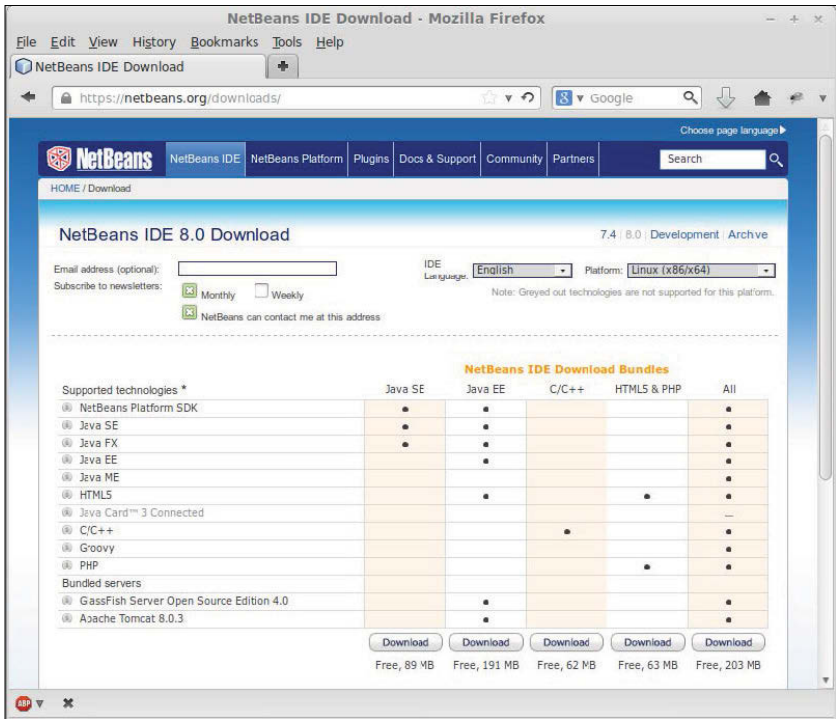 NetBeans IDE Download - Mozilla Firefox
File Edit View History Bookmarks Tools Help
NetBeans IDE Download
https://netbeans.org/downloads/
Google
Choose page language
NetBeans
NetBeans IDE NetBeans Platform Plugins Docs & Support Community Partners
Search
HOME / Download
NetBeans IDE 8.0 Download
7.4 8.0 Development Archve
Email address (optional):
IDE Language: English
Platform: Linux (x86/x64)
Subscribe to newsletters: Monthly Weekly
Note: Greyed out technologies are not supported for this platform.
NetBeans can contact me at this address
NetBeans IDE Download Bundles
Supported technologies * Java SE Java EE C/C++ HTML5 & PHP All
NetBeans Platform SDK • • •
Java SE • • •
Java FX • • •
Java EE • •
Java ME •
HTML5 • • •
Java Card™ 3 Connected —
C/C++ • •
Groovy •
PHP • •
Bundled servers
GassFish Server Open Source Edition 4.0 • •
Apache Tomcat 8.0.3 • •
Download Download Download Download Download
Free, 89 MB Free, 191 MB Free, 62 MB Free, 63 MB Free, 203 MB
ABP